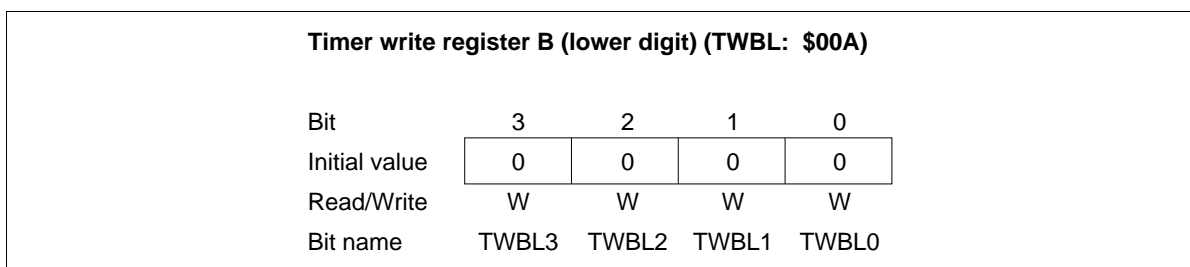 Timer write register B (lower digit) (TWBL: $00A)
Bit 3 2 1 0
Initial value 0 0 0 0
Read/Write W W W W
Bit name TWBL3 TWBL2 TWBL1 TWBL0